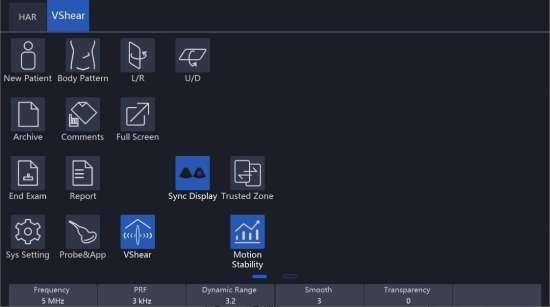 HAR
VShear
New Patient
Body Pattern
L/R
U/D
Archive
Comments
Full Screen
End Exam
Report
Sync Display
Trusted Zone
Sys Setting
Probe&App
VShear
Motion
Stability
Frequency
PRF
Dynamic Range
Smooth
Transparency
5 MHz
3 kHz
3.2
3
0